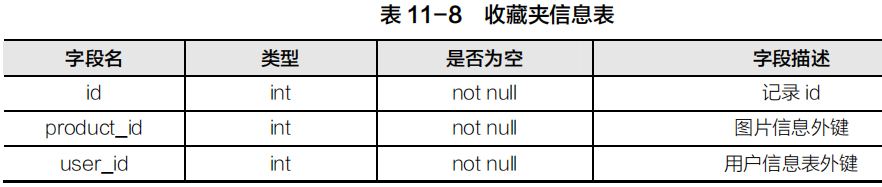 表 11-8 收藏夹信息表
字段名 类型 是否为空 字段描述
id int not null 记录 id
product_id int not null 图片信息外键
user_id int not null 用户信息表外键